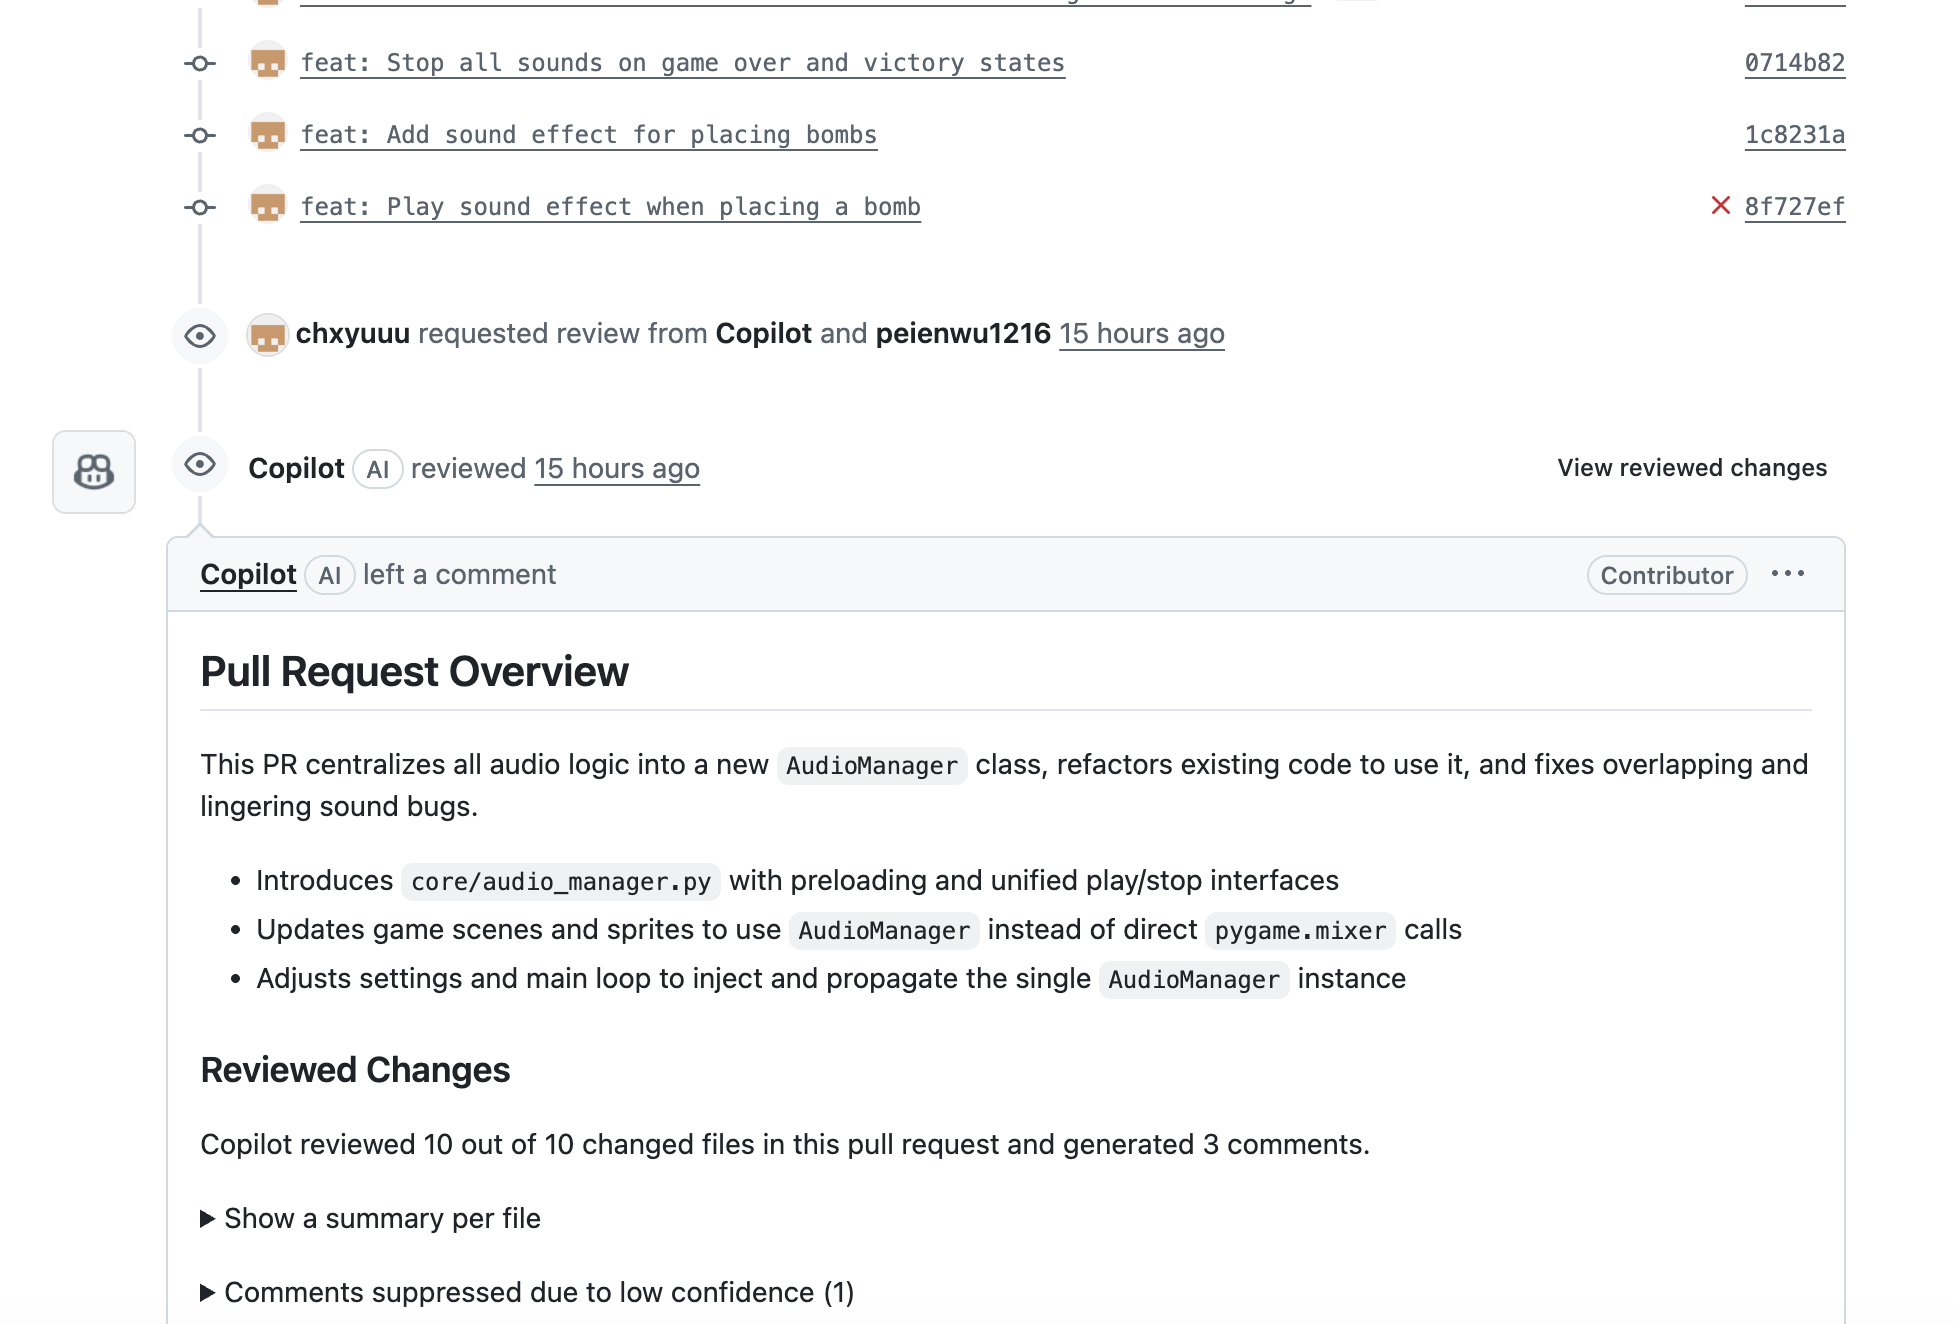 feat: Stop all sounds on game over and victory states 0714b82
feat: Add sound effect for placing bombs 1c8231a
feat: Play sound effect when placing a bomb 8f727ef
chxyuuu requested review from Copilot and peienwu1216 15 hours ago
Copilot AI reviewed 15 hours ago View reviewed changes
Copilot AI left a comment Contributor
Pull Request Overview
This PR centralizes all audio logic into a new AudioManager class, refactors existing code to use it, and fixes overlapping and
lingering sound bugs.
• Introduces core/audio_manager.py with preloading and unified play/stop interfaces
• Updates game scenes and sprites to use AudioManager instead of direct pygame.mixer calls
• Adjusts settings and main loop to inject and propagate the single AudioManager instance
Reviewed Changes
Copilot reviewed 10 out of 10 changed files in this pull request and generated 3 comments.
Show a summary per file
Comments suppressed due to low confidence (1)